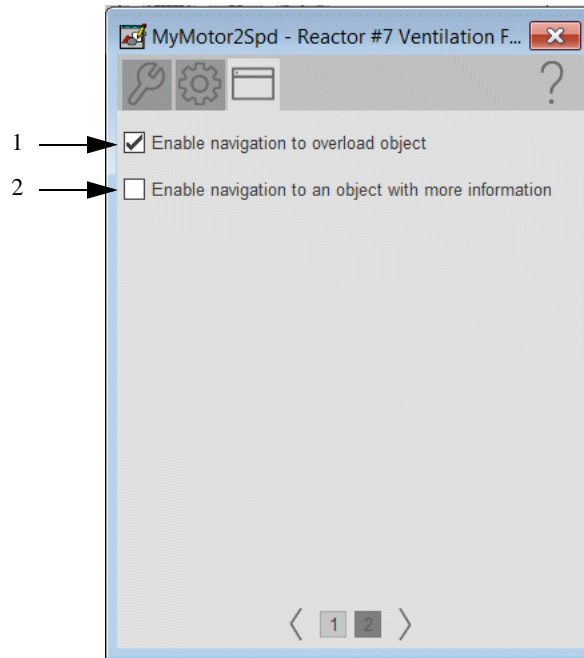 MyMotor2Spd - Reactor #7 Ventilation F...
?
1
Enable navigation to overload object
2
Enable navigation to an object with more information
1 2